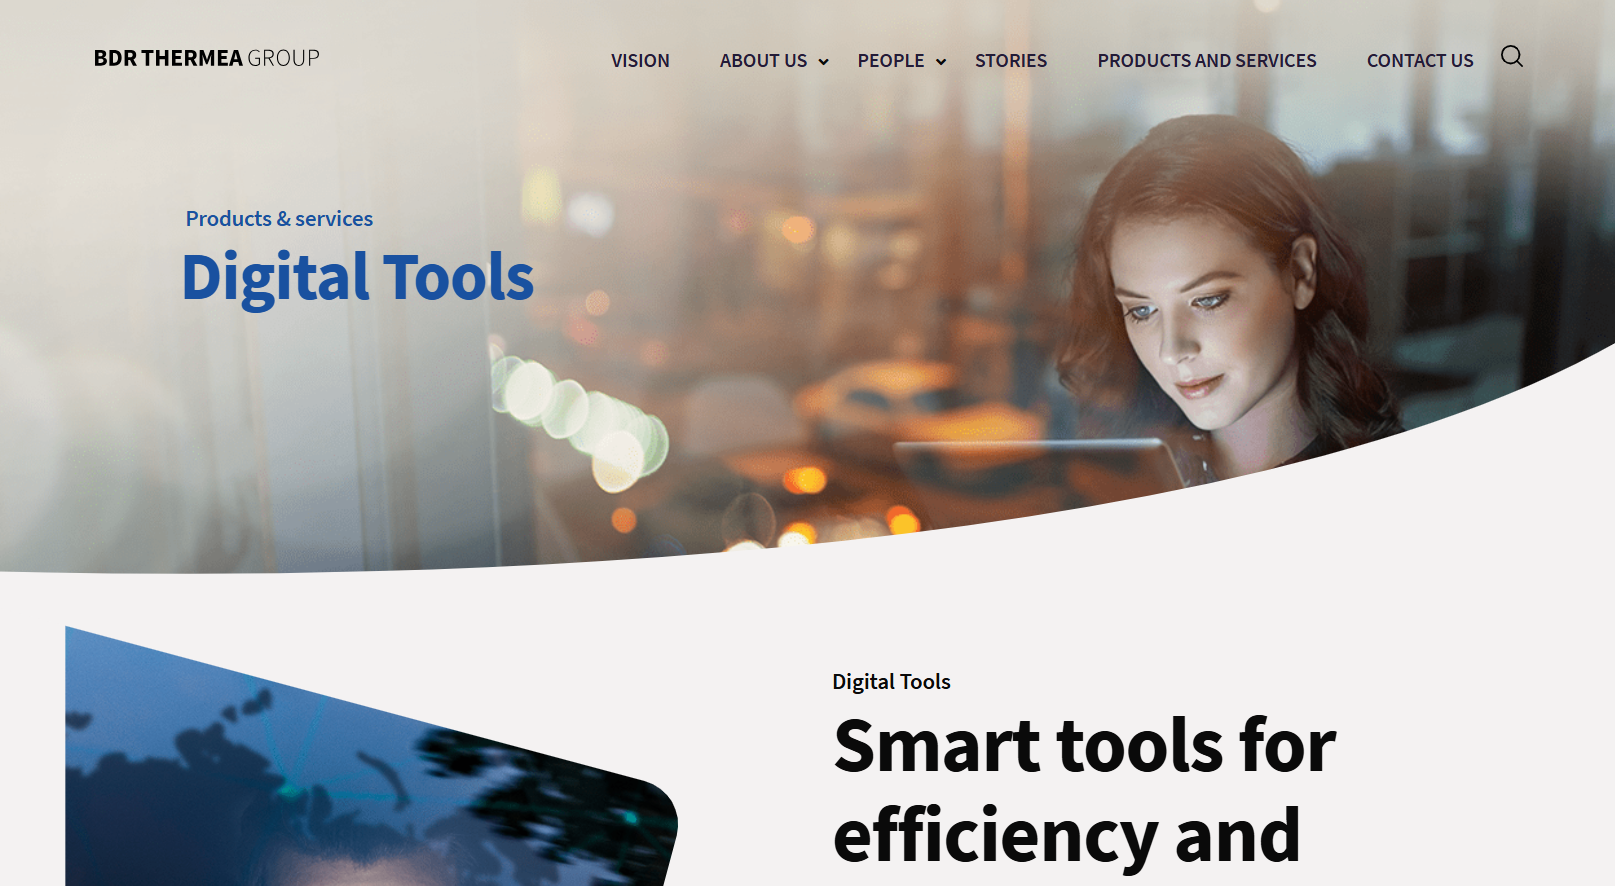 BDR THERMEA GROUP
VISION
ABOUT US
PEOPLE
STORIES
PRODUCTS AND SERVICES
CONTACT US
Products & services
Digital Tools
Digital Tools
Smart tools for
efficiency and